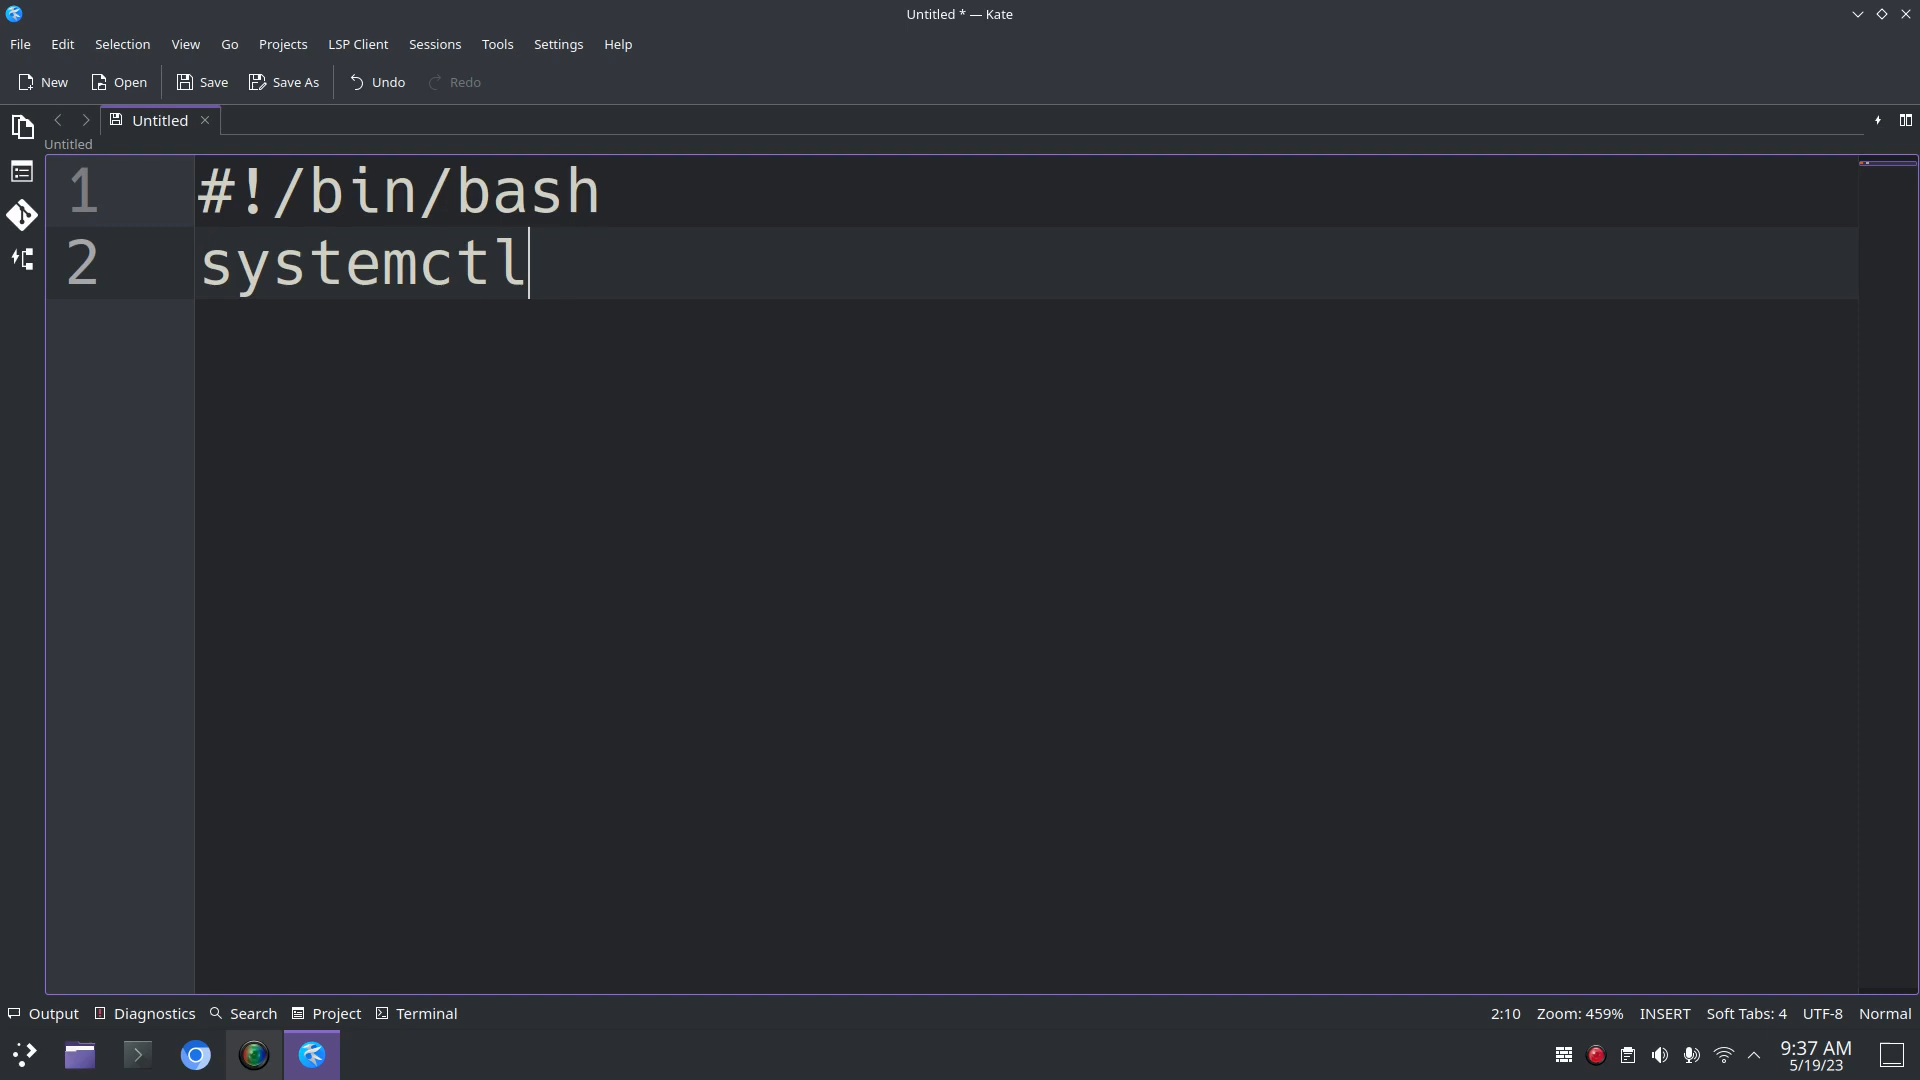 Untitled * — Kate
File Edit Selection View Go Projects LSP Client Sessions Tools Settings Help
New Open Save Save As Undo Redo
Untitled
Untitled
1 #!/bin/bash
2 systemctl
Output Diagnostics Search Project Terminal 2:10 Zoom: 459% INSERT Soft Tabs: 4 UTF-8 Normal
9:37 AM
5/19/23